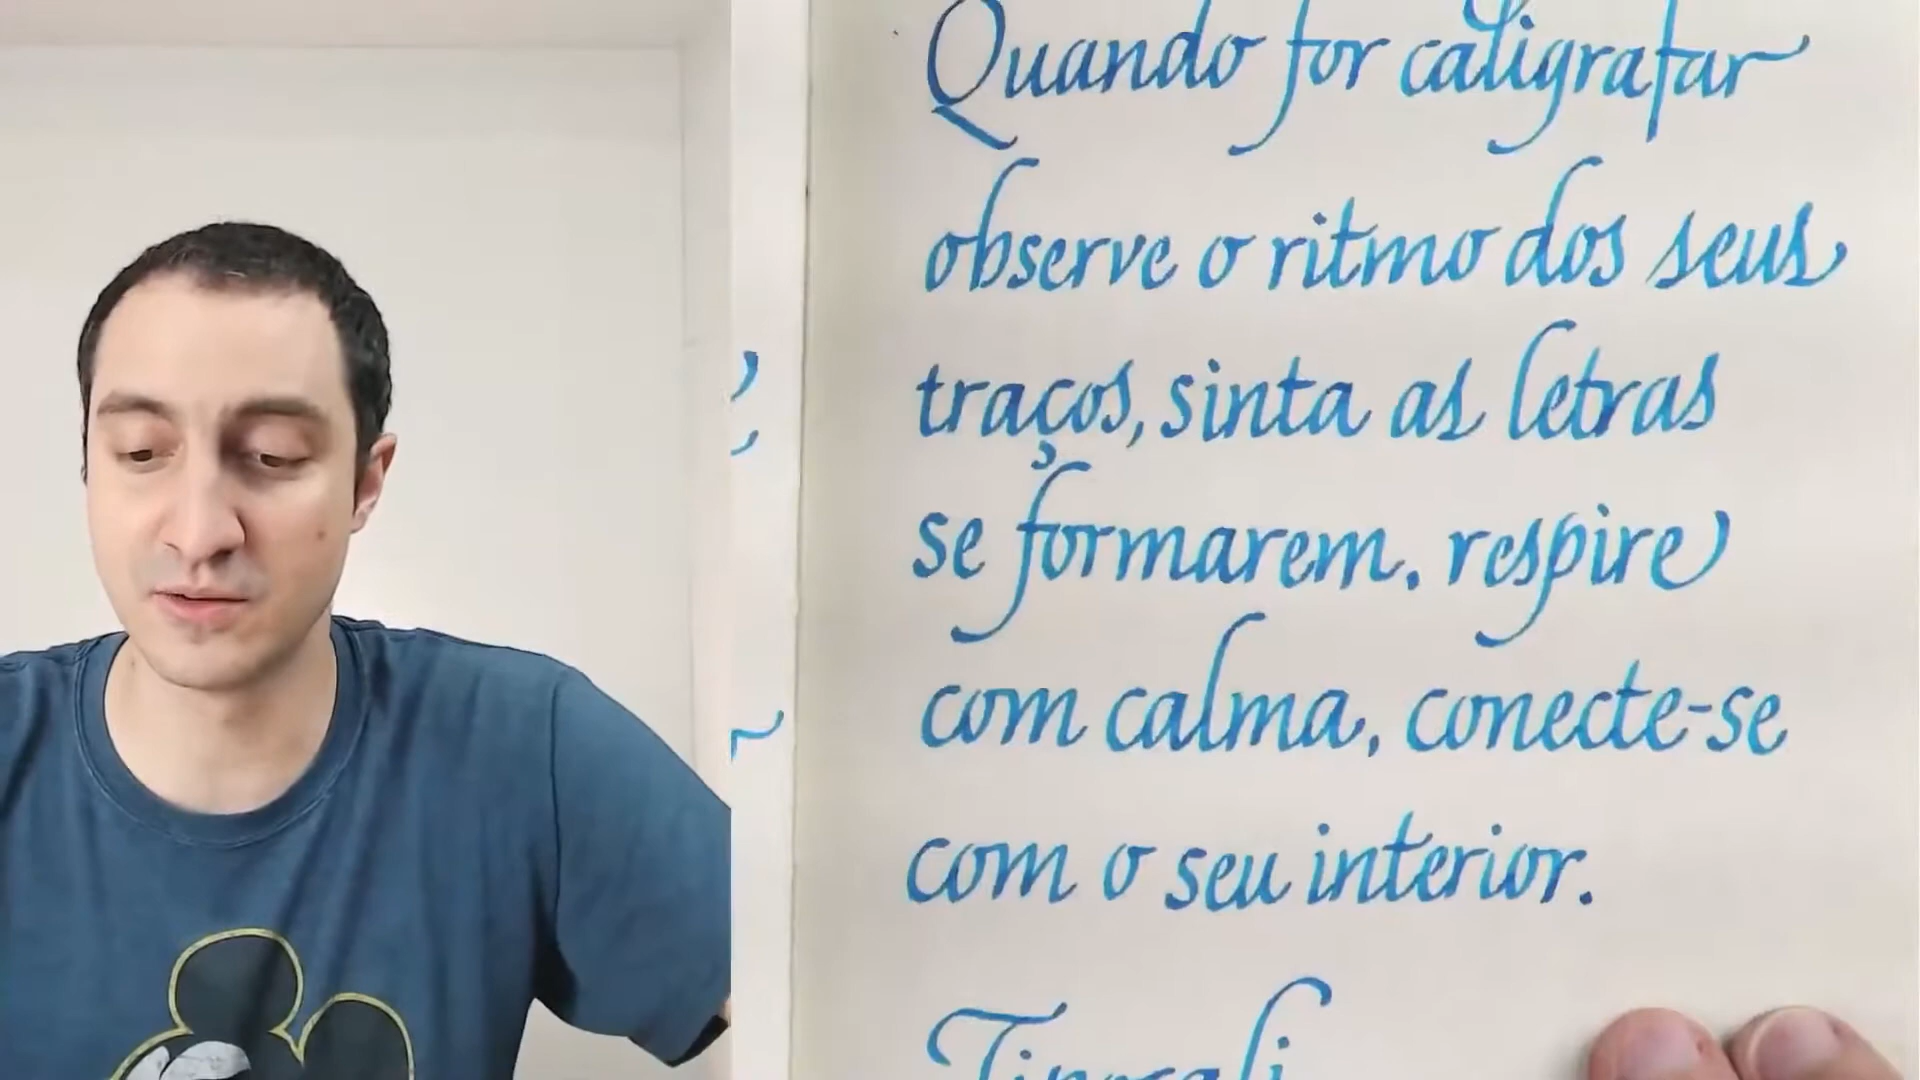 Quando for caligrafar
observe o ritmo dos seus
traços, sinta as letras
se formarem. respire
com calma, conecte-se
com o seu interior.